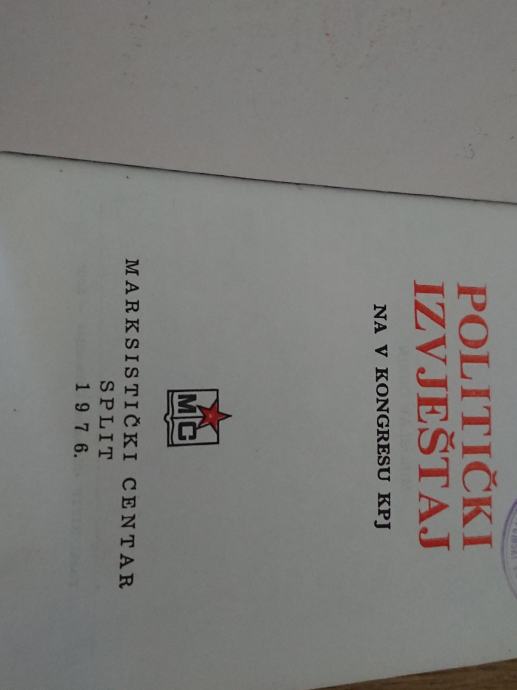 POLITIČKI
IZVJEŠTAJ
NA V KONGRESU KPJ
MC
MARKSISTIČKI CENTAR
SPLIT
1976.